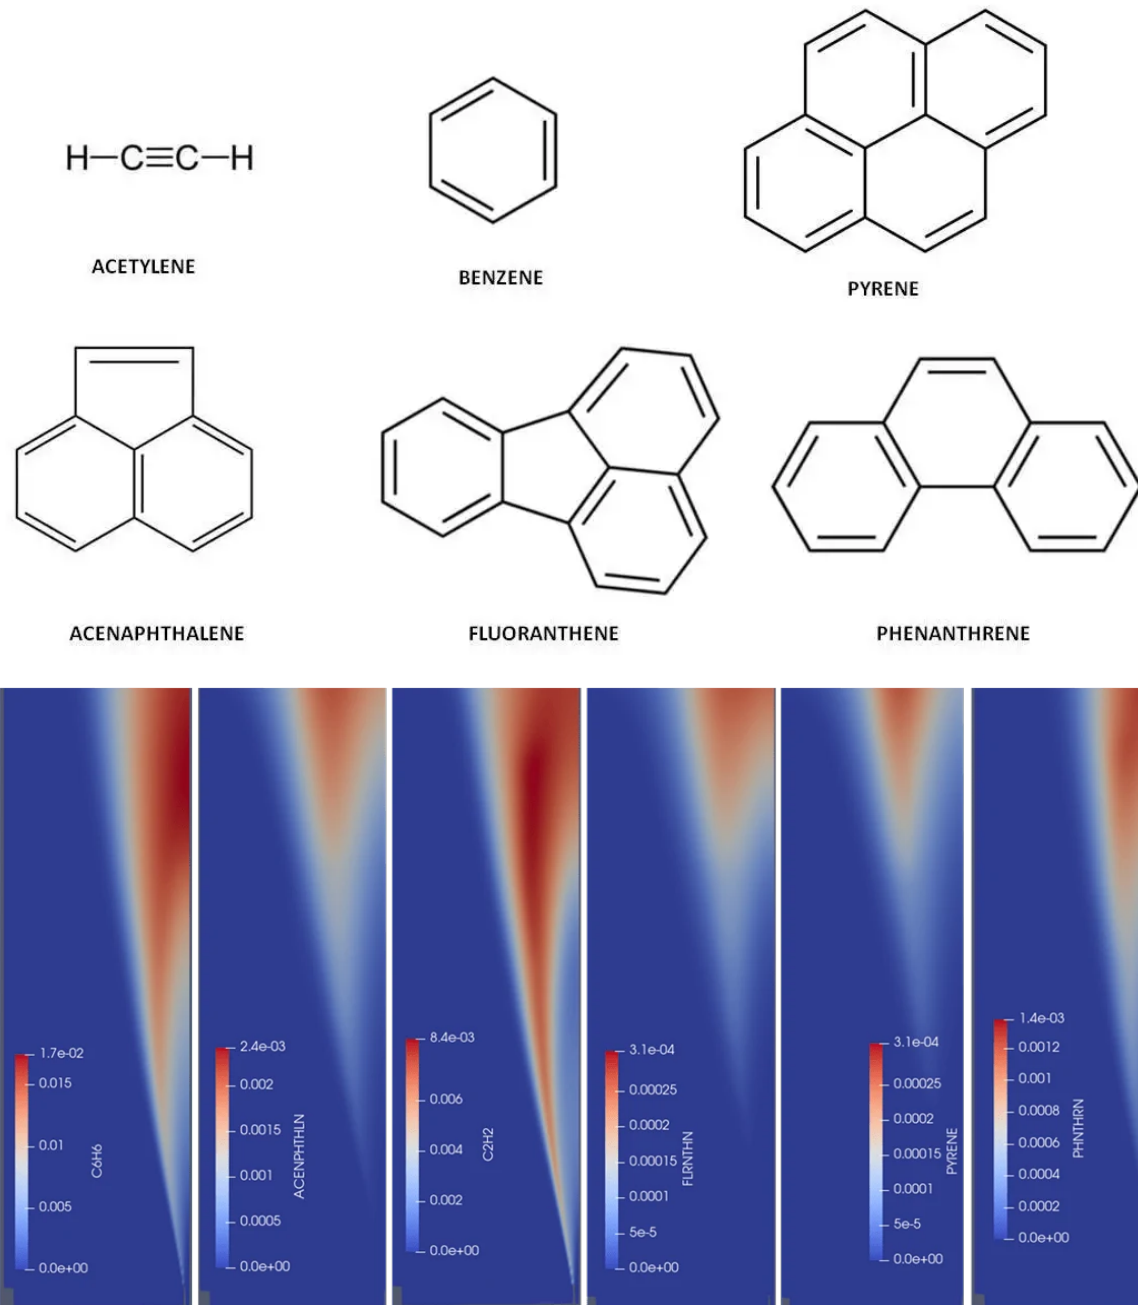 H—C≡C—H
ACETYLENE
BENZENE
PYRENE
ACENAPHTHALENE
FLUORANTHENE
PHENANTHRENE
1.7e-02
0.015
0.01
0.005
0.0e+00
C6H6
2.4e-03
0.002
0.0015
0.001
0.0005
0.0e+00
ACENPHTHLN
8.4e-03
0.006
0.004
0.002
0.0e+00
C2H2
3.1e-04
0.00025
0.0002
0.00015
0.0001
5e-5
0.0e+00
FLRNTHN
3.1e-04
0.00025
0.0002
0.00015
0.0001
5e-5
0.0e+00
PYRENE
1.4e-03
0.0012
0.001
0.0008
0.0006
0.0004
0.0002
0.0e+00
PHNTHRN